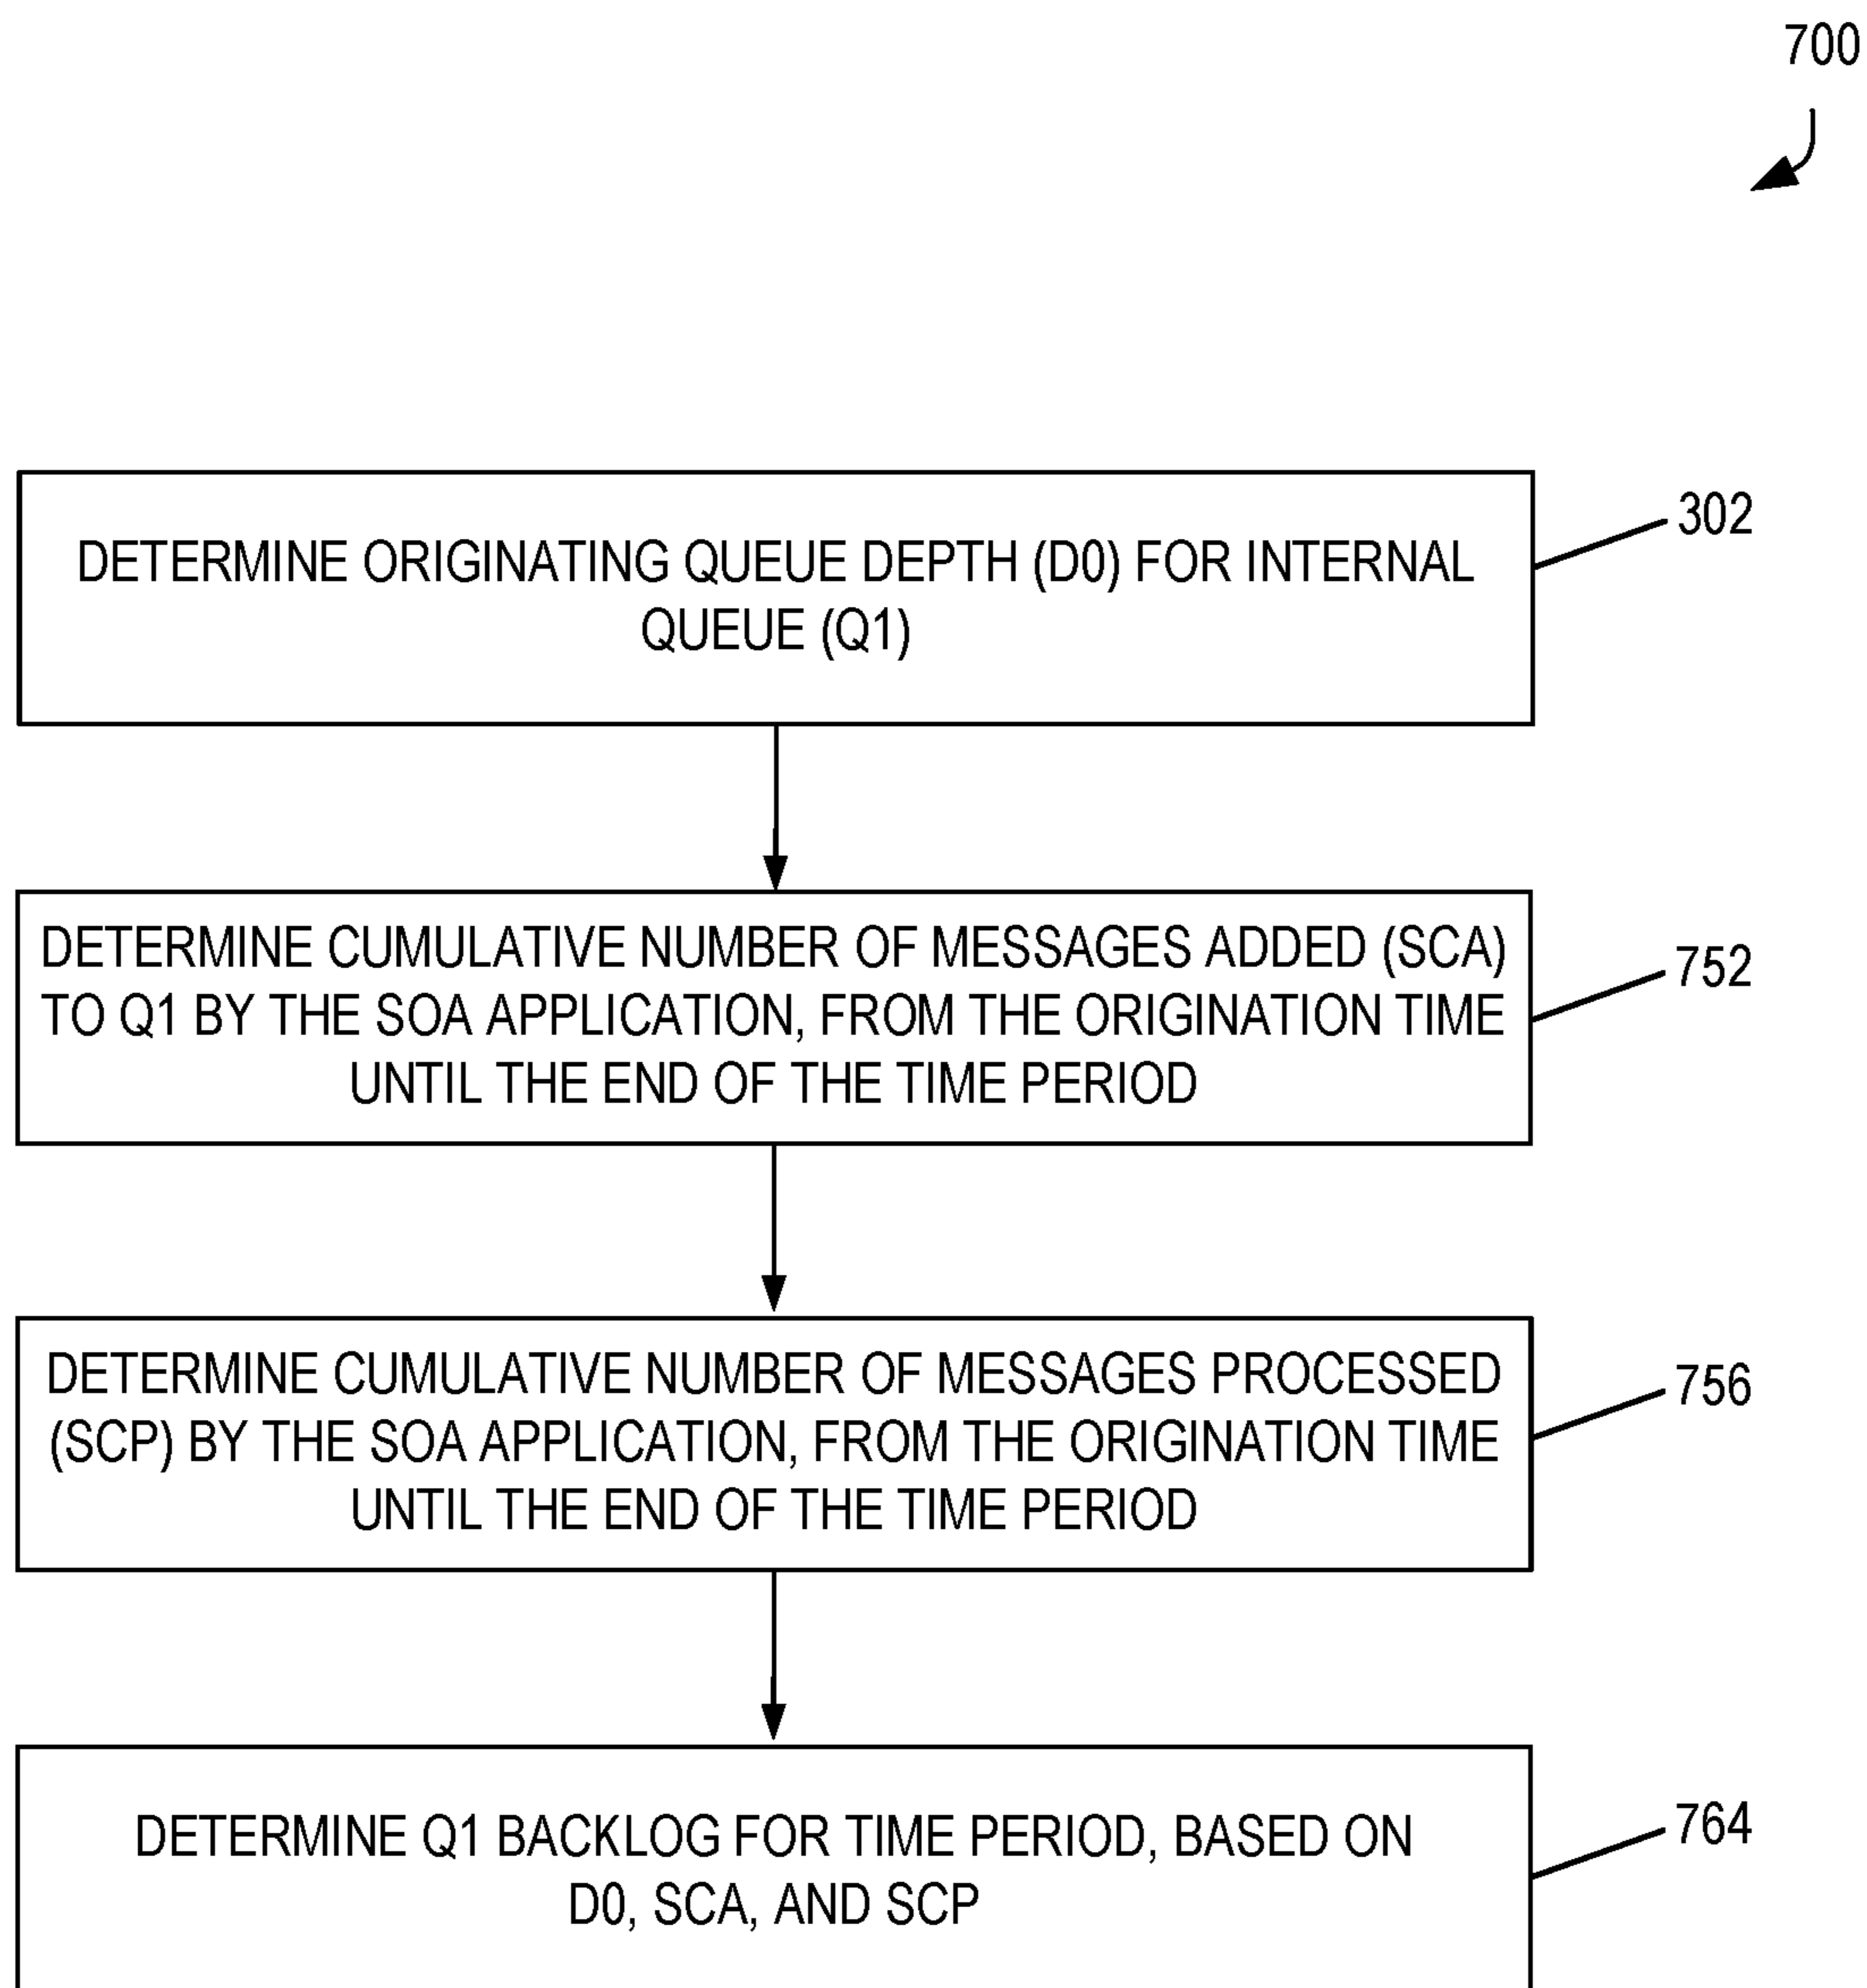 700
DETERMINE ORIGINATING QUEUE DEPTH (D0) FOR INTERNAL
QUEUE (Q1)
302
DETERMINE CUMULATIVE NUMBER OF MESSAGES ADDED (SCA)
TO Q1 BY THE SOA APPLICATION, FROM THE ORIGINATION TIME
UNTIL THE END OF THE TIME PERIOD
752
DETERMINE CUMULATIVE NUMBER OF MESSAGES PROCESSED
(SCP) BY THE SOA APPLICATION, FROM THE ORIGINATION TIME
UNTIL THE END OF THE TIME PERIOD
756
DETERMINE Q1 BACKLOG FOR TIME PERIOD, BASED ON
D0, SCA, AND SCP
764